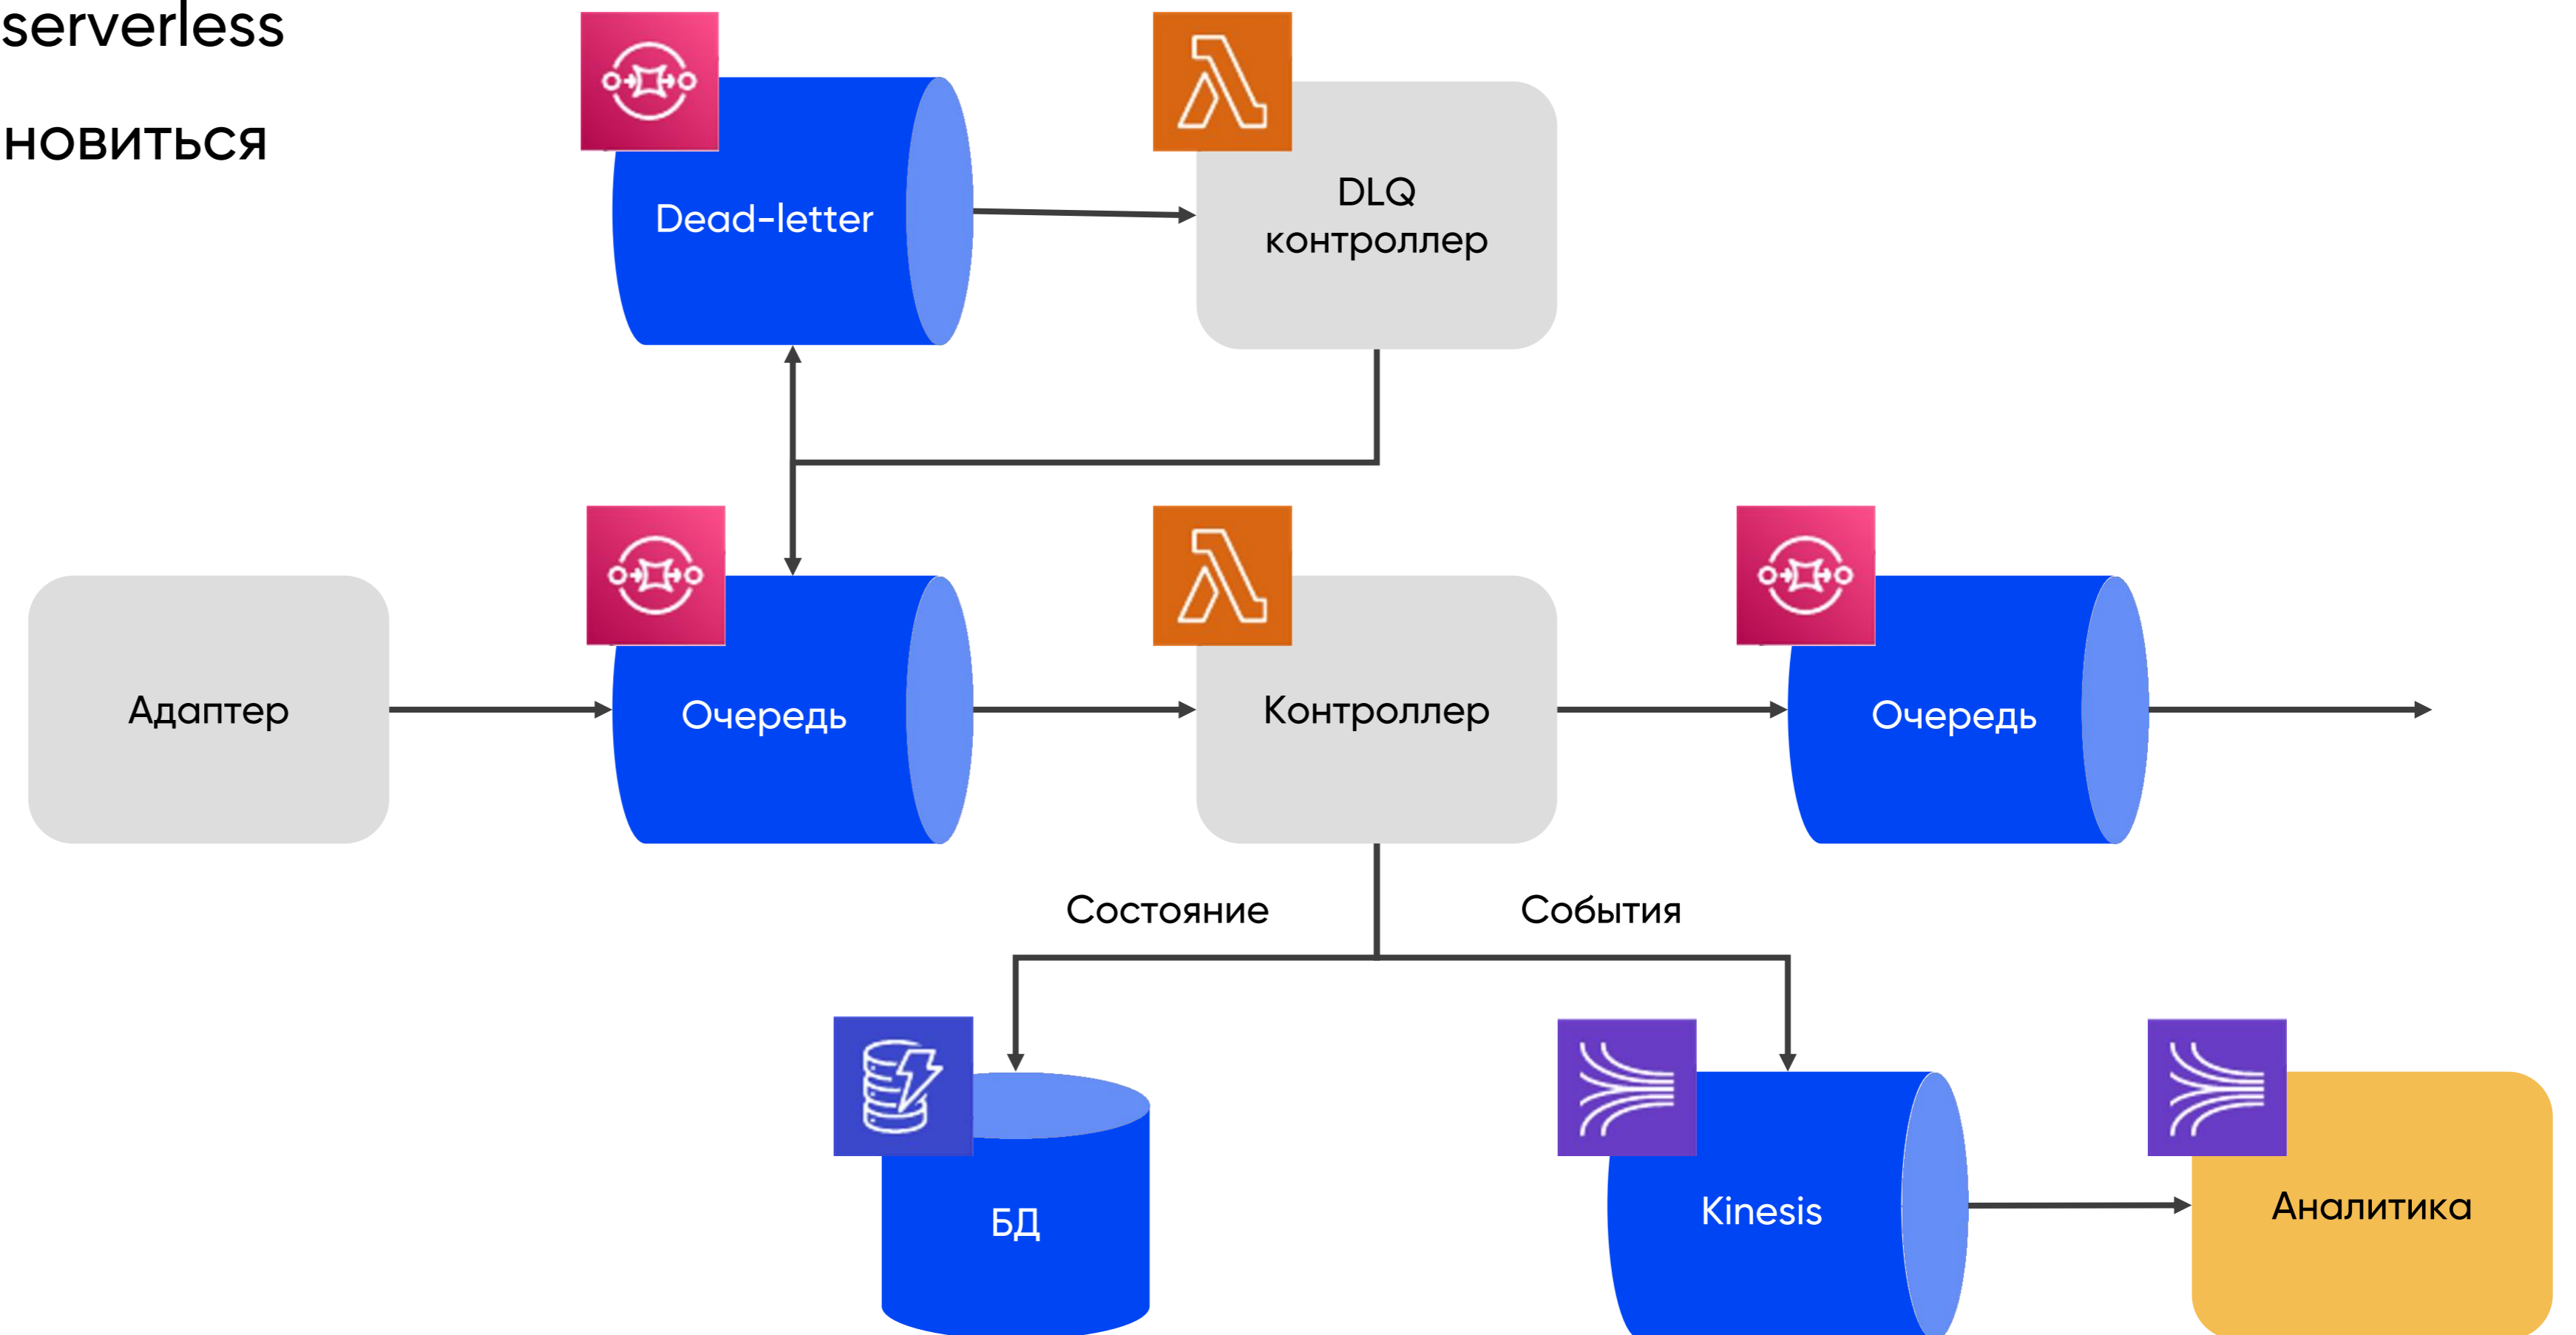 serverless
новиться
Dead-letter
DLQ
контроллер
Адаптер
Очередь
Контроллер
Очередь
Состояние
События
БД
Kinesis
Аналитика